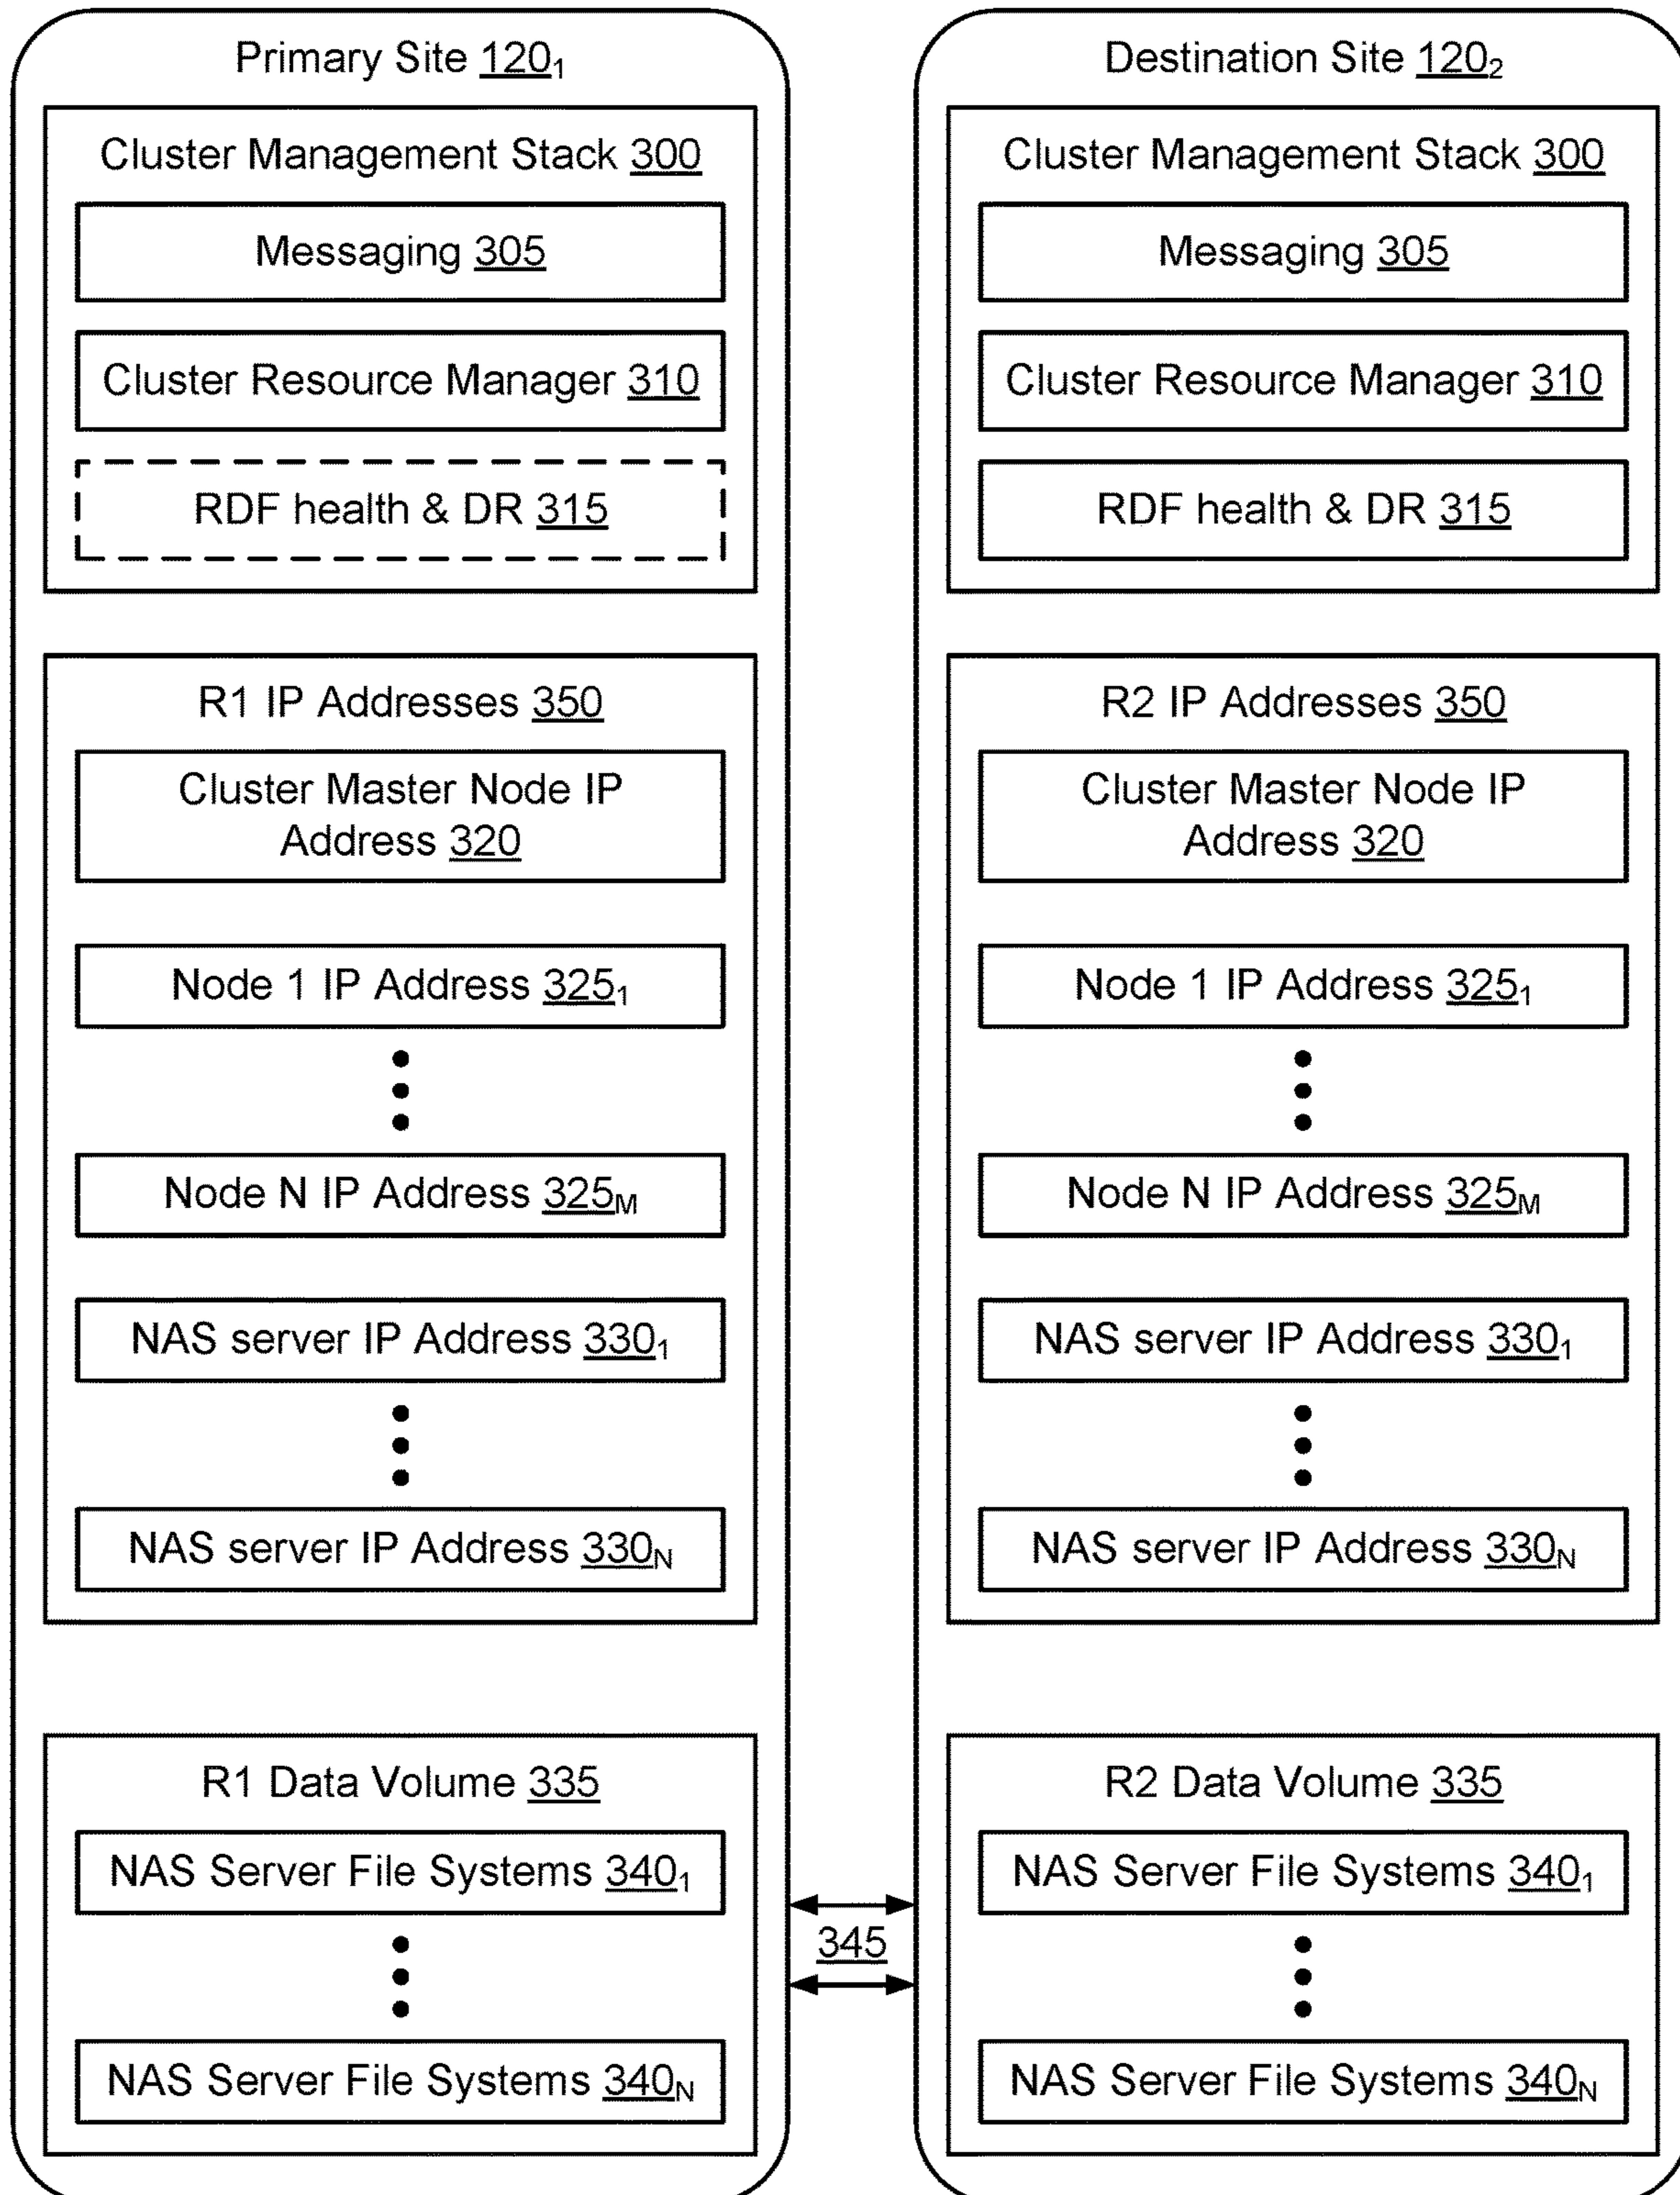 Primary Site 120₁
Cluster Management Stack 300
Messaging 305
Cluster Resource Manager 310
RDF health & DR 315
R1 IP Addresses 350
Cluster Master Node IP
Address 320
Node 1 IP Address 325₁
Node N IP Address 325M
NAS server IP Address 330₁
NAS server IP Address 330N
R1 Data Volume 335
NAS Server File Systems 340₁
NAS Server File Systems 340N
345
Destination Site 120₂
Cluster Management Stack 300
Messaging 305
Cluster Resource Manager 310
RDF health & DR 315
R2 IP Addresses 350
Cluster Master Node IP
Address 320
Node 1 IP Address 325₁
Node N IP Address 325M
NAS server IP Address 330₁
NAS server IP Address 330N
R2 Data Volume 335
NAS Server File Systems 340₁
NAS Server File Systems 340N